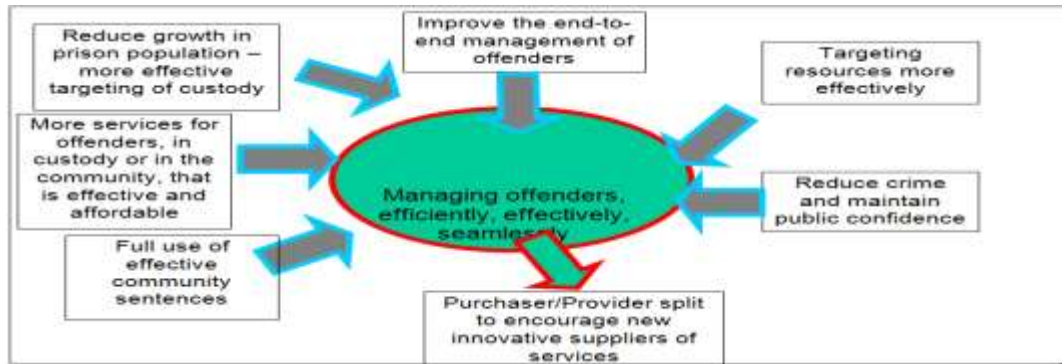 Reduce growth in
prison population –
more effective
targeting of custody
Improve the end-to-
end management of
offenders
Targeting
resources more
effectively
More services for
offenders, in
custody or in the
community, that
is effective and
affordable
Managing offenders,
efficiently, effectively,
seamlessly
Reduce crime
and maintain
public confidence
Full use of
effective
community
sentences
Purchaser/Provider split
to encourage new
innovative suppliers of
services